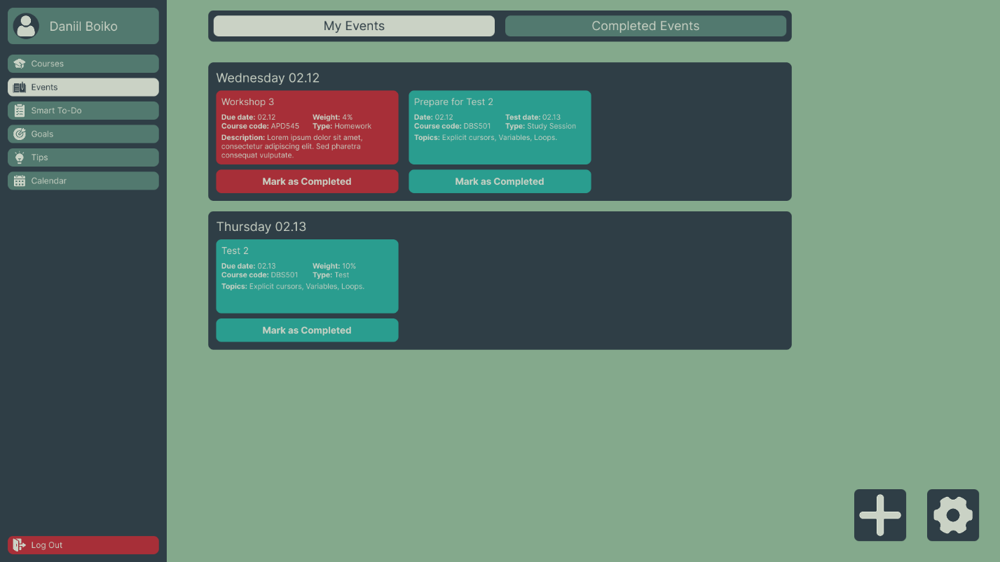 Daniil Boiko
Courses
Events
Smart To-Do
Goals
Tips
Calendar
Log Out
My Events
Completed Events
Wednesday 02.12
Workshop 3
Due date: 02.12 Weight: 4%
Course code: APD545 Type: Homework
Description: Lorem ipsum dolor sit amet,
consectetur adipiscing elit. Sed pharetra
consequat vulputate.
Mark as Completed
Prepare for Test 2
Date: 02.12 Test date: 02.13
Course code: DBS501 Type: Study Session
Topics: Explicit cursors, Variables, Loops.
Mark as Completed
Thursday 02.13
Test 2
Due date: 02.13 Weight: 10%
Course code: DBS501 Type: Test
Topics: Explicit cursors, Variables, Loops.
Mark as Completed